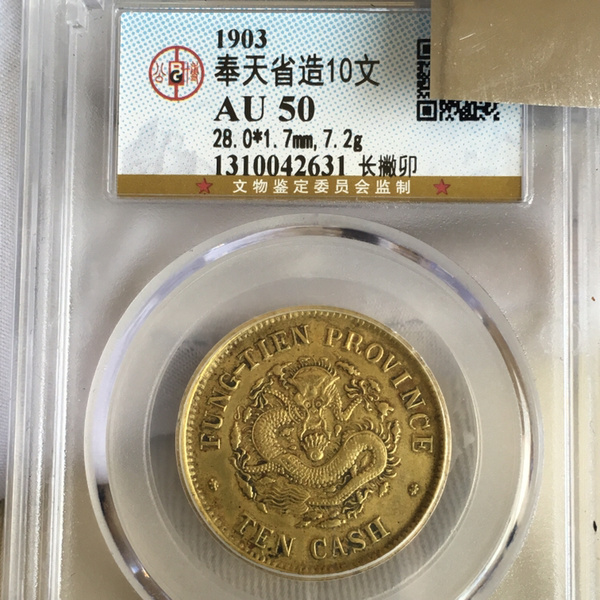 1903
奉天省造10文
AU 50
28.0*1.7mm,7.2g
1310042631 长撇卯
★ 文物鉴定委员会监制 ★
FUNG-TIEN PROVINCE
TEN CASH